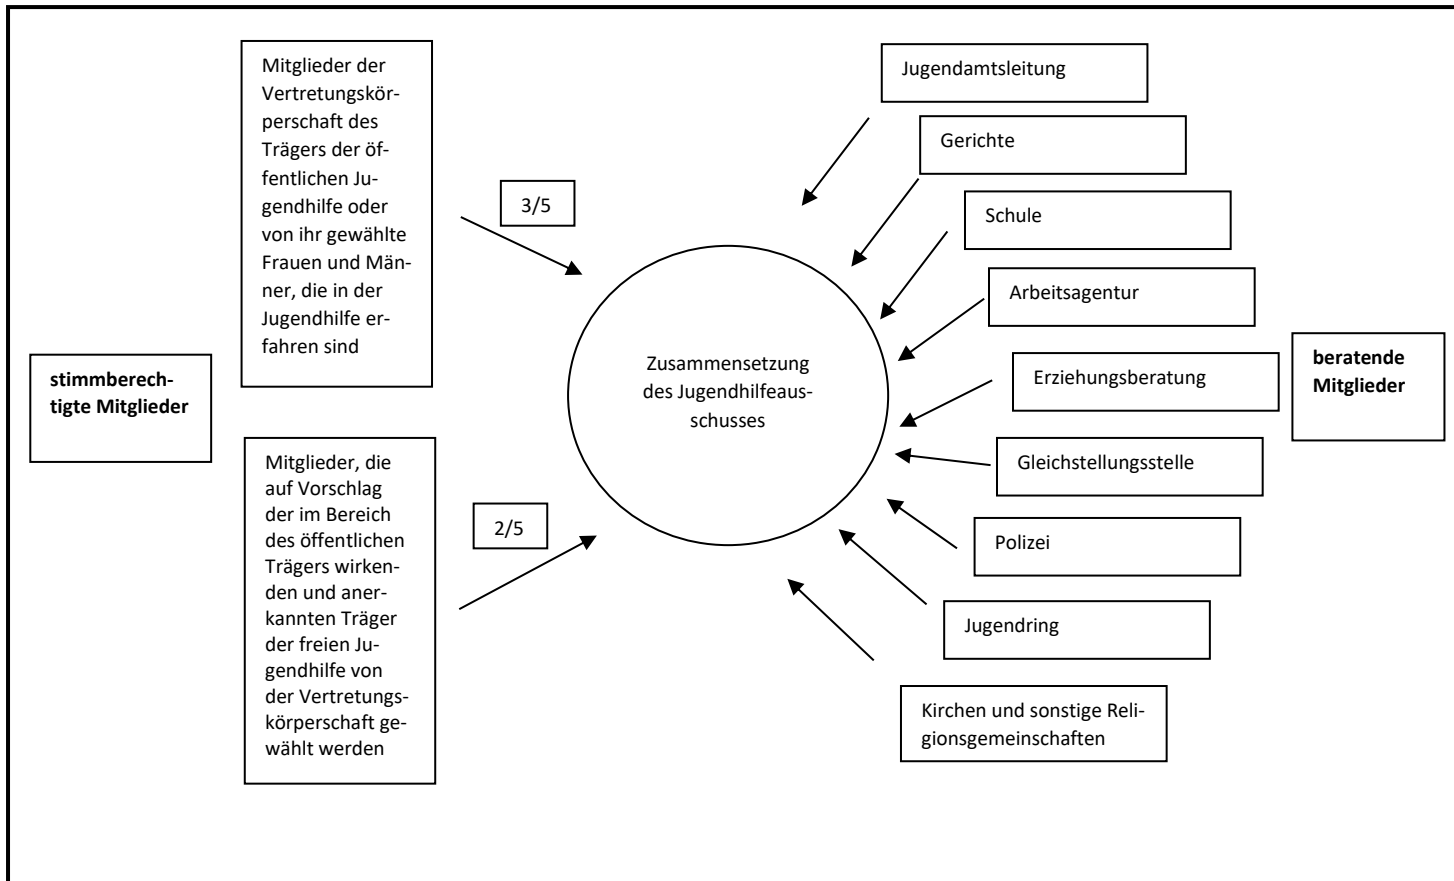 stimmberech-
tigte Mitglieder
Mitglieder der
Vertretungskör-
perschaft des
Trägers der öf-
fentlichen Ju-
gendhilfe oder
von ihr gewählte
Frauen und Män-
ner, die in der
Jugendhilfe er-
fahren sind
3/5
Mitglieder, die
auf Vorschlag
der im Bereich
des öffentlichen
Trägers wirken-
den und aner-
kannten Träger
der freien Ju-
gendhilfe von
der Vertretungs-
körperschaft ge-
wählt werden
2/5
Zusammensetzung
des Jugendhilfeaus-
schusses
Jugendamtsleitung
Gerichte
Schule
Arbeitsagentur
Erziehungsberatung
Gleichstellungsstelle
Polizei
Jugendring
Kirchen und sonstige Reli-
gionsgemeinschaften
beratende
Mitglieder